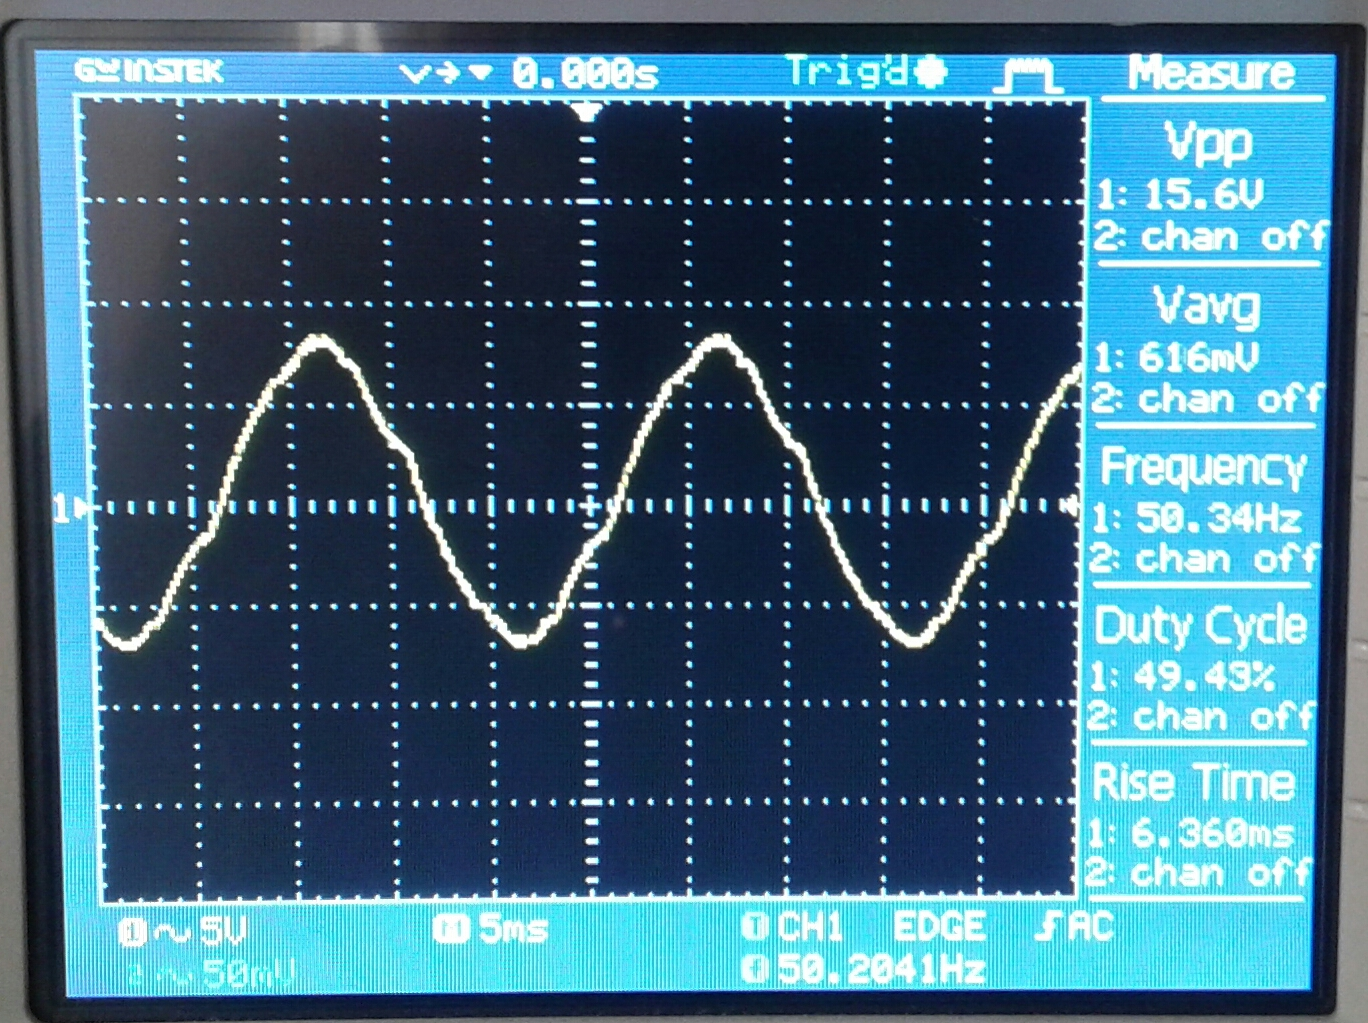 GW INSTEK 0.000s Trig'd Measure
Vpp
1: 15.6V
2: chan off
Vavg
1: 616mV
2: chan off
Frequency
1: 50.34Hz
2: chan off
Duty Cycle
1: 49.43%
2: chan off
Rise Time
1: 6.360ms
2: chan off
1
1 ~ 5V M 5ms T CH1 EDGE AC
2 ~ 50mV T 50.2041Hz